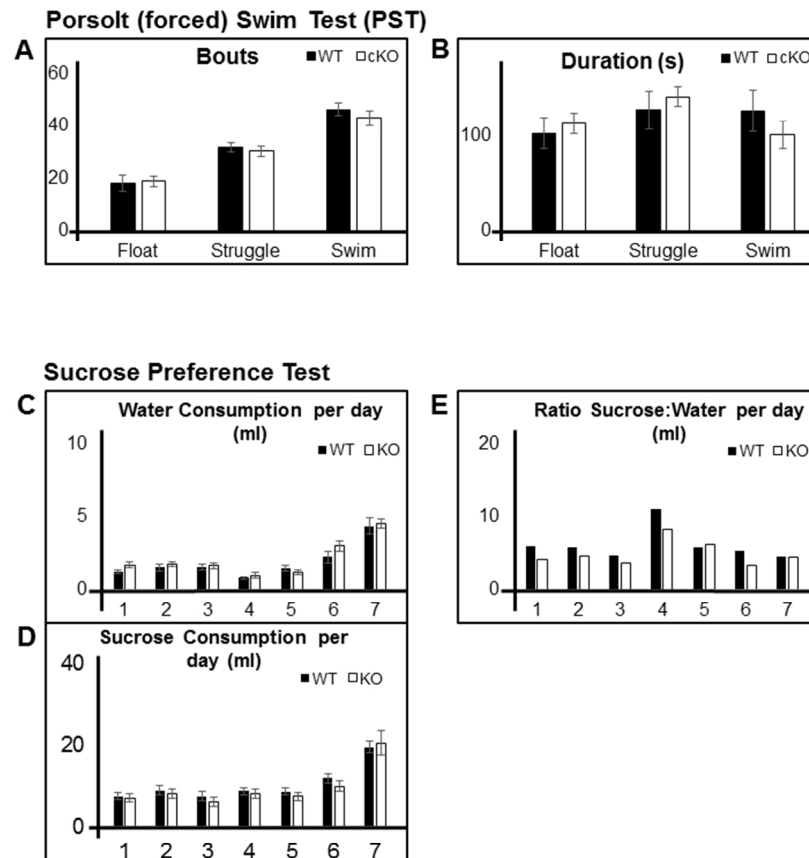 Porsolt (forced) Swim Test (PST)
A
Bouts
WT cKO
60
40
20
0
Float Struggle Swim
B
Duration (s)
WT cKO
100
0
Float Struggle Swim
Sucrose Preference Test
C
Water Consumption per day
(ml)
WT KO
10
5
0
1 2 3 4 5 6 7
E
Ratio Sucrose:Water per day
(ml)
WT KO
20
10
0
1 2 3 4 5 6 7
D
Sucrose Consumption per
day (ml)
WT KO
40
20
0
1 2 3 4 5 6 7